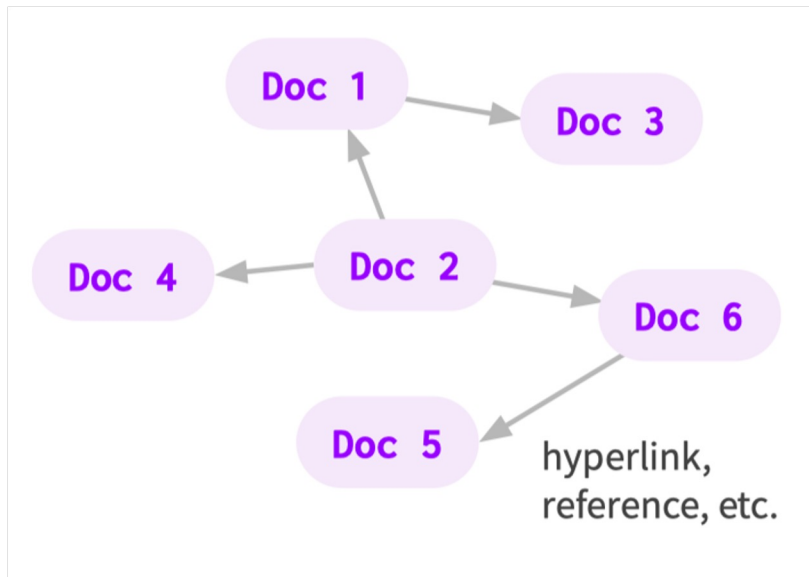 Doc 1
Doc 3
Doc 2
Doc 4
Doc 6
Doc 5
hyperlink,
reference, etc.